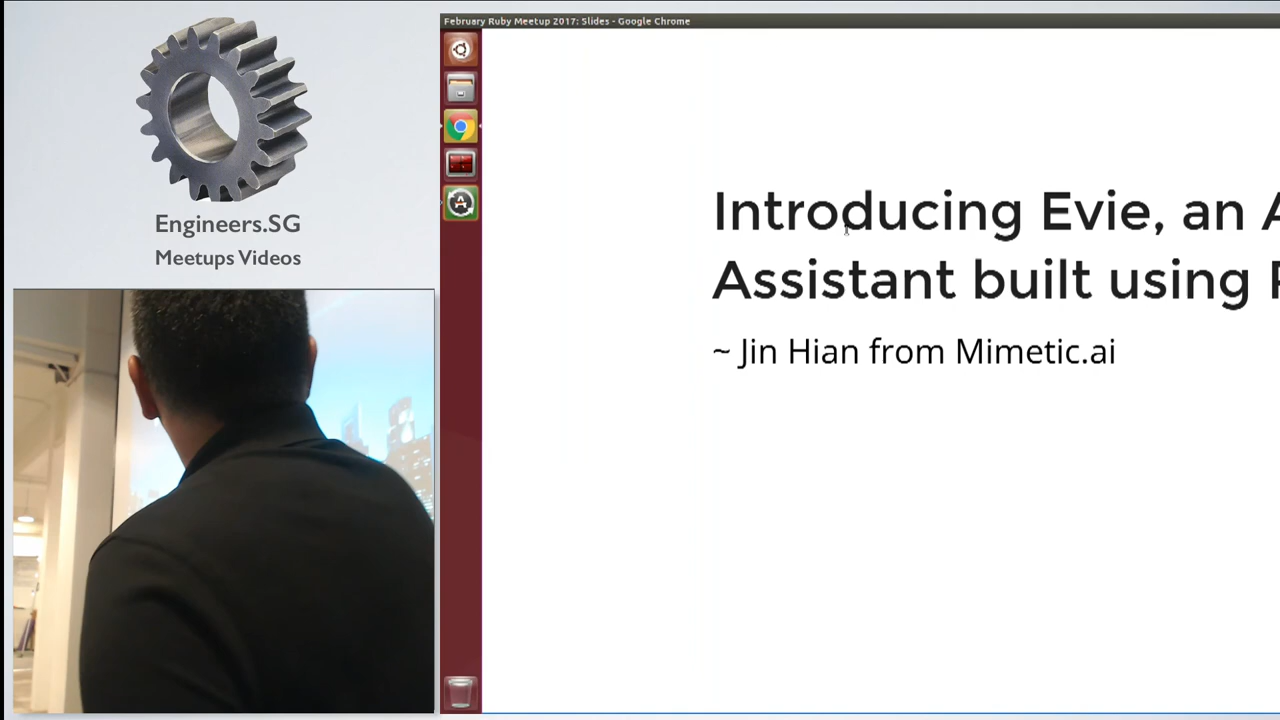 February Ruby Meetup 2017: Slides - Google Chrome
Engineers.SG
Meetups Videos
Introducing Evie, an A
Assistant built using
~ Jin Hian from Mimetic.ai